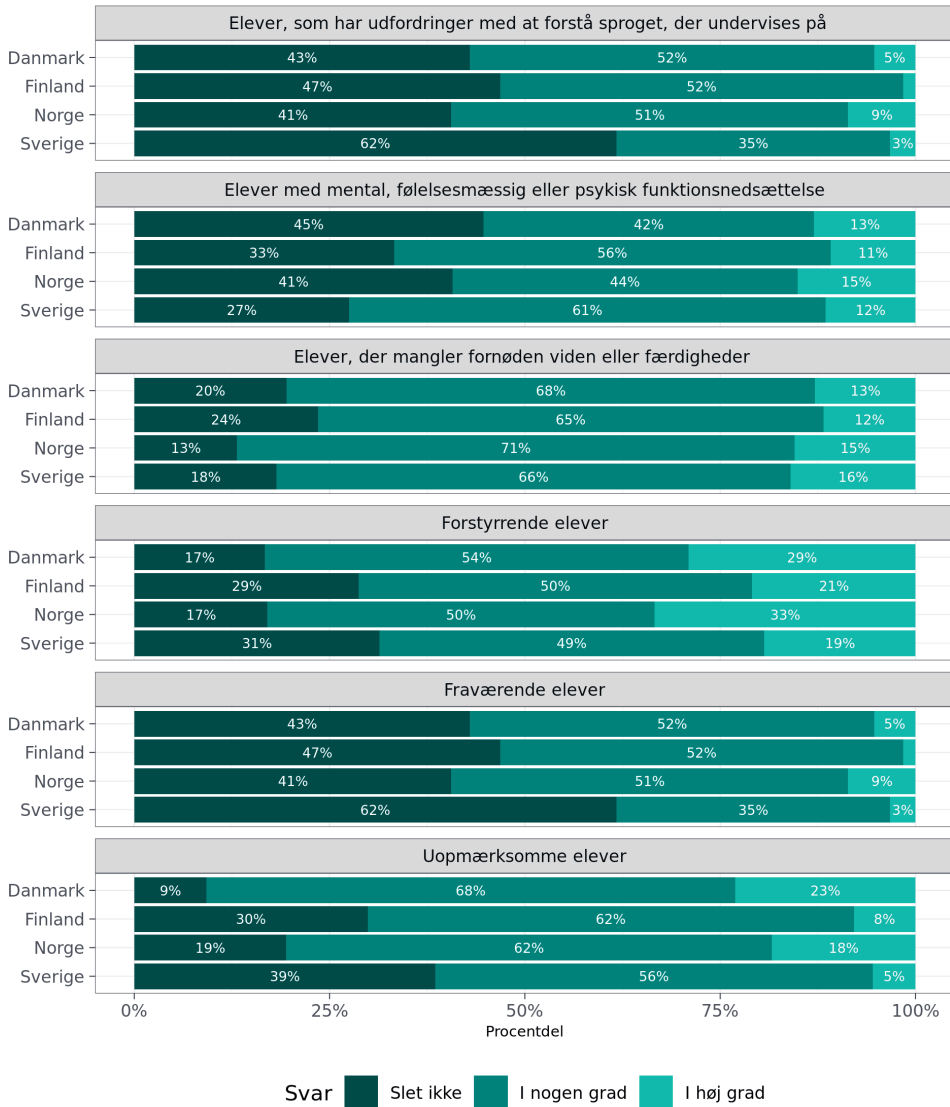 Elever, som har udfordringer med at forstå sproget, der undervises på
Danmark 43% 52% 5%
Finland 47% 52%
Norge 41% 51% 9%
Sverige 62% 35% 3%
Elever med mental, følelsesmæssig eller psykisk funktionsnedsættelse
Danmark 45% 42% 13%
Finland 33% 56% 11%
Norge 41% 44% 15%
Sverige 27% 61% 12%
Elever, der mangler fornøden viden eller færdigheder
Danmark 20% 68% 13%
Finland 24% 65% 12%
Norge 13% 71% 15%
Sverige 18% 66% 16%
Forstyrrende elever
Danmark 17% 54% 29%
Finland 29% 50% 21%
Norge 17% 50% 33%
Sverige 31% 49% 19%
Fraværende elever
Danmark 43% 52% 5%
Finland 47% 52%
Norge 41% 51% 9%
Sverige 62% 35% 3%
Uopmærksomme elever
Danmark 9% 68% 23%
Finland 30% 62% 8%
Norge 19% 62% 18%
Sverige 39% 56% 5%
0% 25% 50% 75% 100%
Procentdel
Svar Slet ikke I nogen grad I høj grad